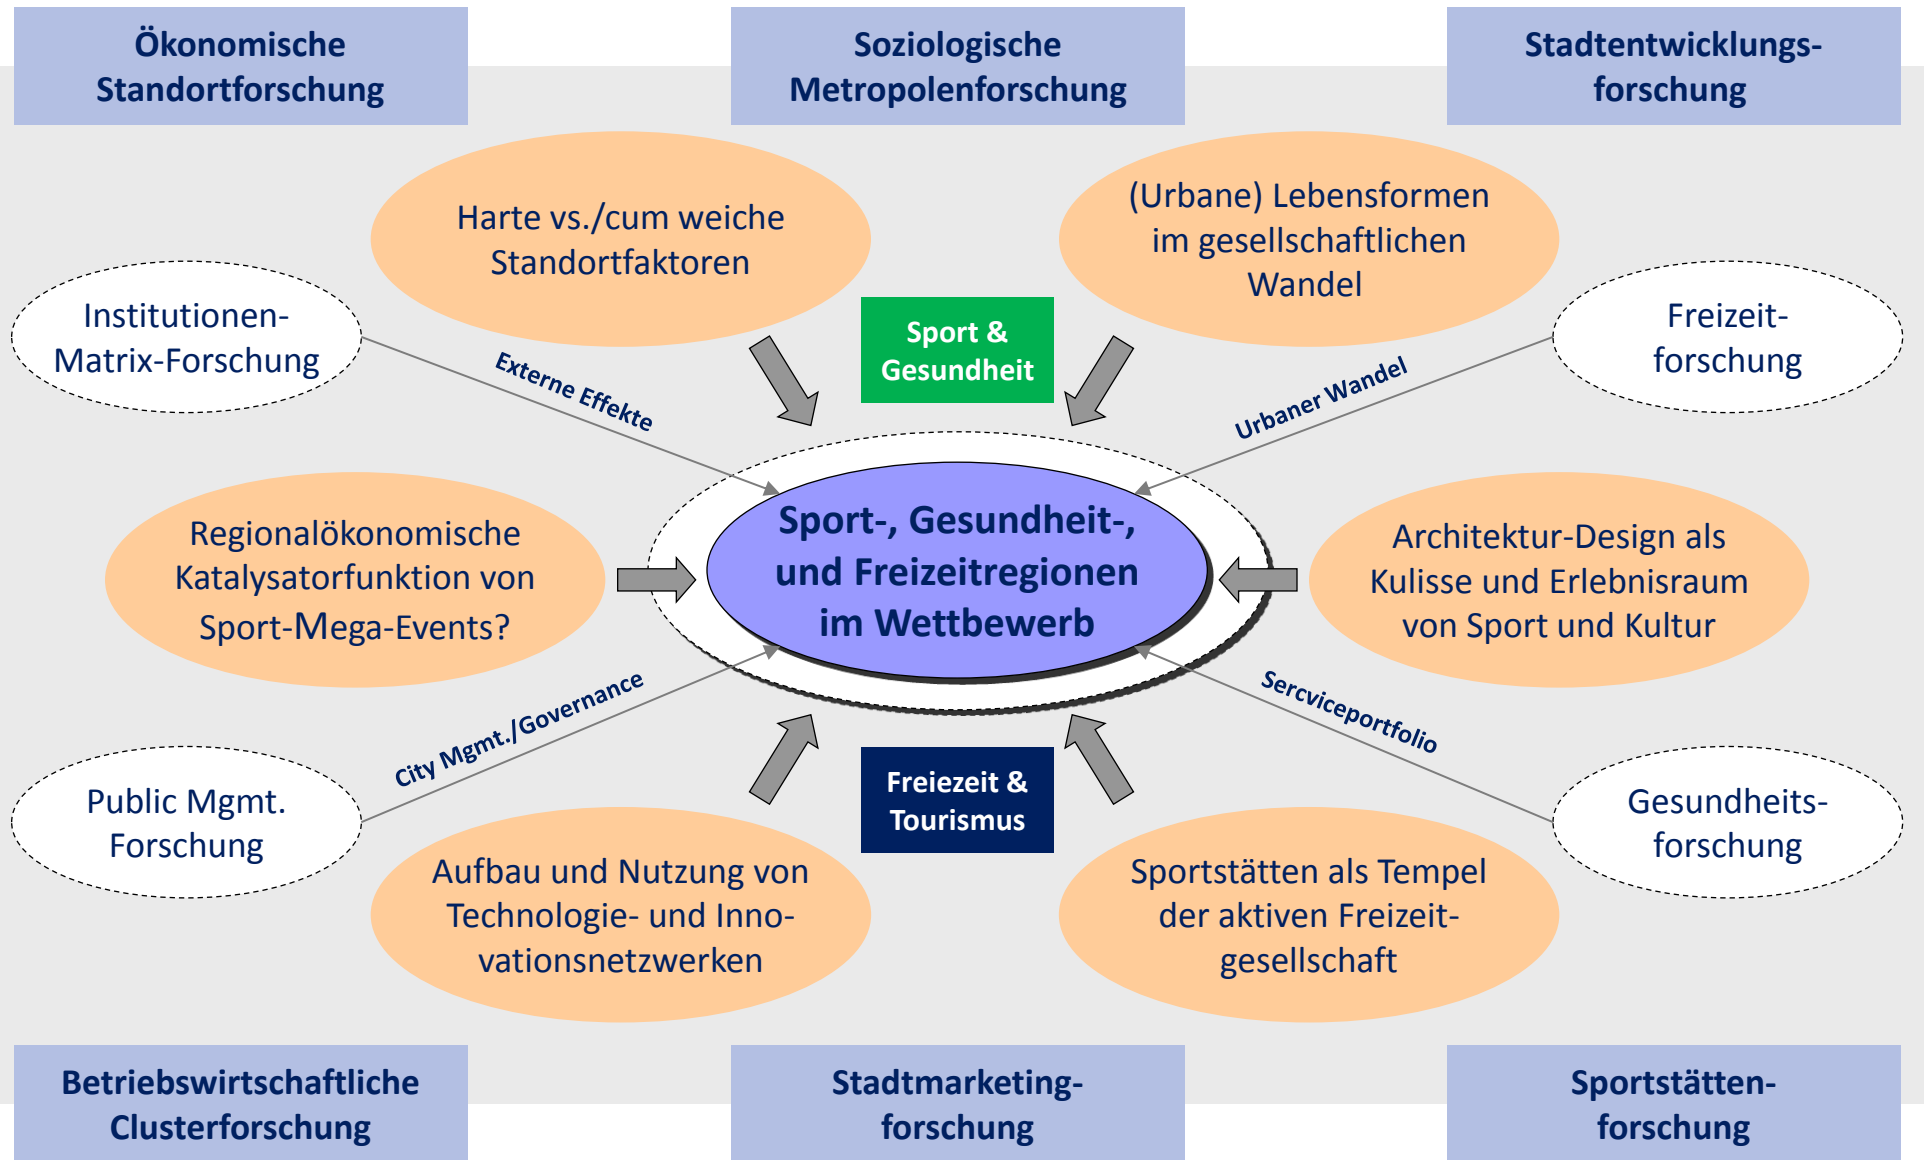 Ökonomische
Standortforschung
Soziologische
Metropolenforschung
Stadtentwicklungs-
forschung
Harte vs./cum weiche
Standortfaktoren
(Urbane) Lebensformen
im gesellschaftlichen
Wandel
Institutionen-
Matrix-Forschung
Sport &
Gesundheit
Freizeit-
forschung
Externe Effekte
Urbaner Wandel
Regionalökonomische
Katalysatorfunktion von
Sport-Mega-Events?
Sport-, Gesundheit-,
und Freizeitregionen
im Wettbewerb
Architektur-Design als
Kulisse und Erlebnisraum
von Sport und Kultur
City Mgmt./Governance
Sercviceportfolio
Public Mgmt.
Forschung
Freiezeit &
Tourismus
Gesundheits-
forschung
Aufbau und Nutzung von
Technologie- und Inno-
vationsnetzwerken
Sportstätten als Tempel
der aktiven Freizeit-
gesellschaft
Betriebswirtschaftliche
Clusterforschung
Stadtmarketing-
forschung
Sportstätten-
forschung